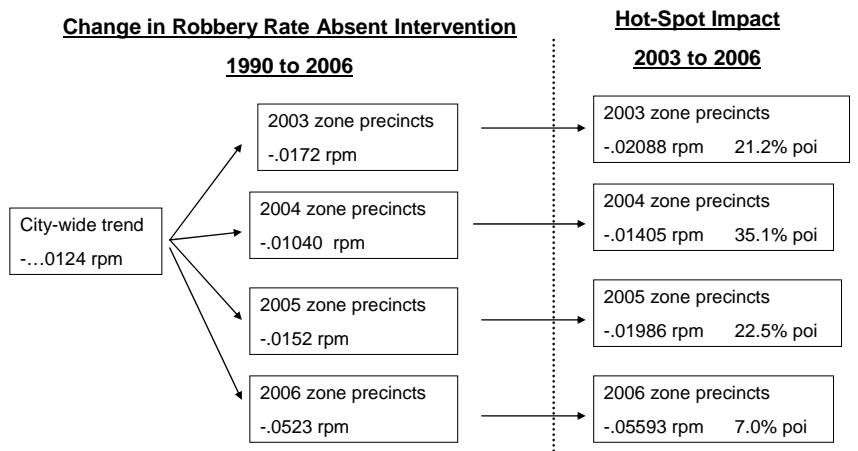 Change in Robbery Rate Absent Intervention
1990 to 2006
Hot-Spot Impact
2003 to 2006
City-wide trend
-…0124 rpm
2003 zone precincts
-.0172 rpm
2004 zone precincts
-.01040 rpm
2005 zone precincts
-.0152 rpm
2006 zone precincts
-.0523 rpm
2003 zone precincts
-.02088 rpm 21.2% poi
2004 zone precincts
-.01405 rpm 35.1% poi
2005 zone precincts
-.01986 rpm 22.5% poi
2006 zone precincts
-.05593 rpm 7.0% poi